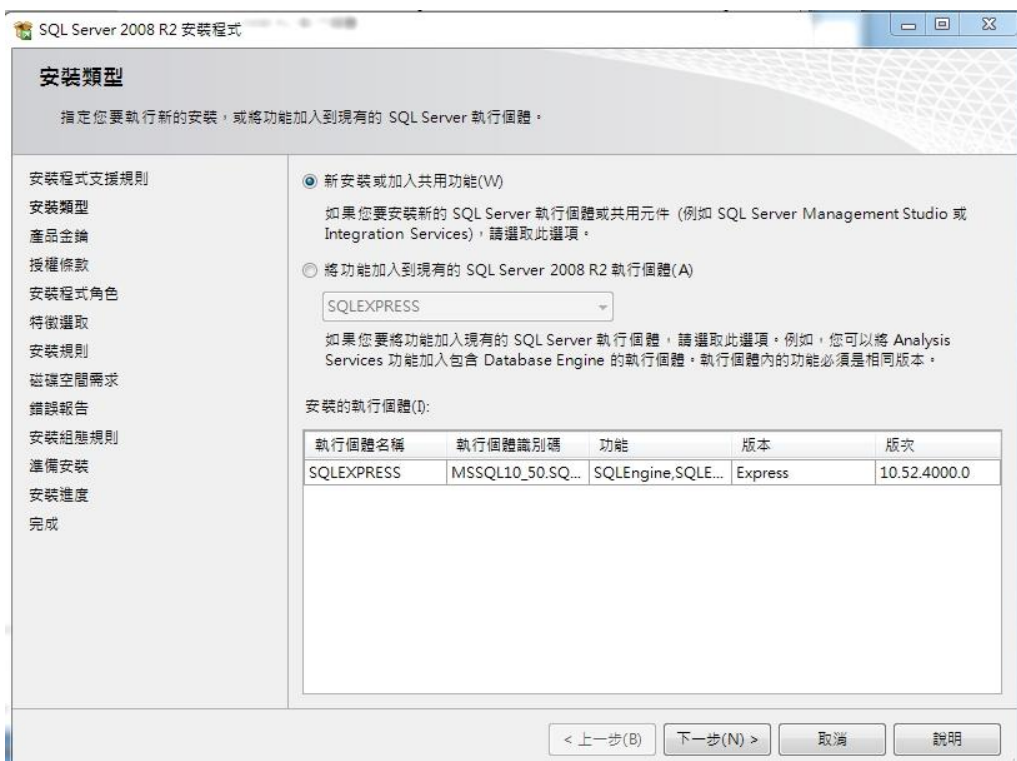 SQL Server 2008 R2 安裝程式
安裝類型
指定您要執行新的安裝，或將功能加入到現有的 SQL Server 執行個體。
安裝程式支援規則
安裝類型
產品金鑰
授權條款
安裝程式角色
特徵選取
安裝規則
磁碟空間需求
錯誤報告
安裝組態規則
準備安裝
安裝進度
完成
新安裝或加入共用功能(W)
如果您要安裝新的 SQL Server 執行個體或共用元件 (例如 SQL Server Management Studio 或
Integration Services)，請選取此選項。
將功能加入到現有的 SQL Server 2008 R2 執行個體(A)
SQLEXPRESS
如果您要將功能加入現有的 SQL Server 執行個體，請選取此選項。例如，您可以將 Analysis
Services 功能加入包含 Database Engine 的執行個體。執行個體內的功能必須是相同版本。
安裝的執行個體(I):
執行個體名稱 執行個體識別碼 功能 版本 版次
SQLEXPRESS MSSQL10_50.SQ... SQLEngine,SQLE... Express 10.52.4000.0
< 上一步(B) 下一步(N) > 取消 說明